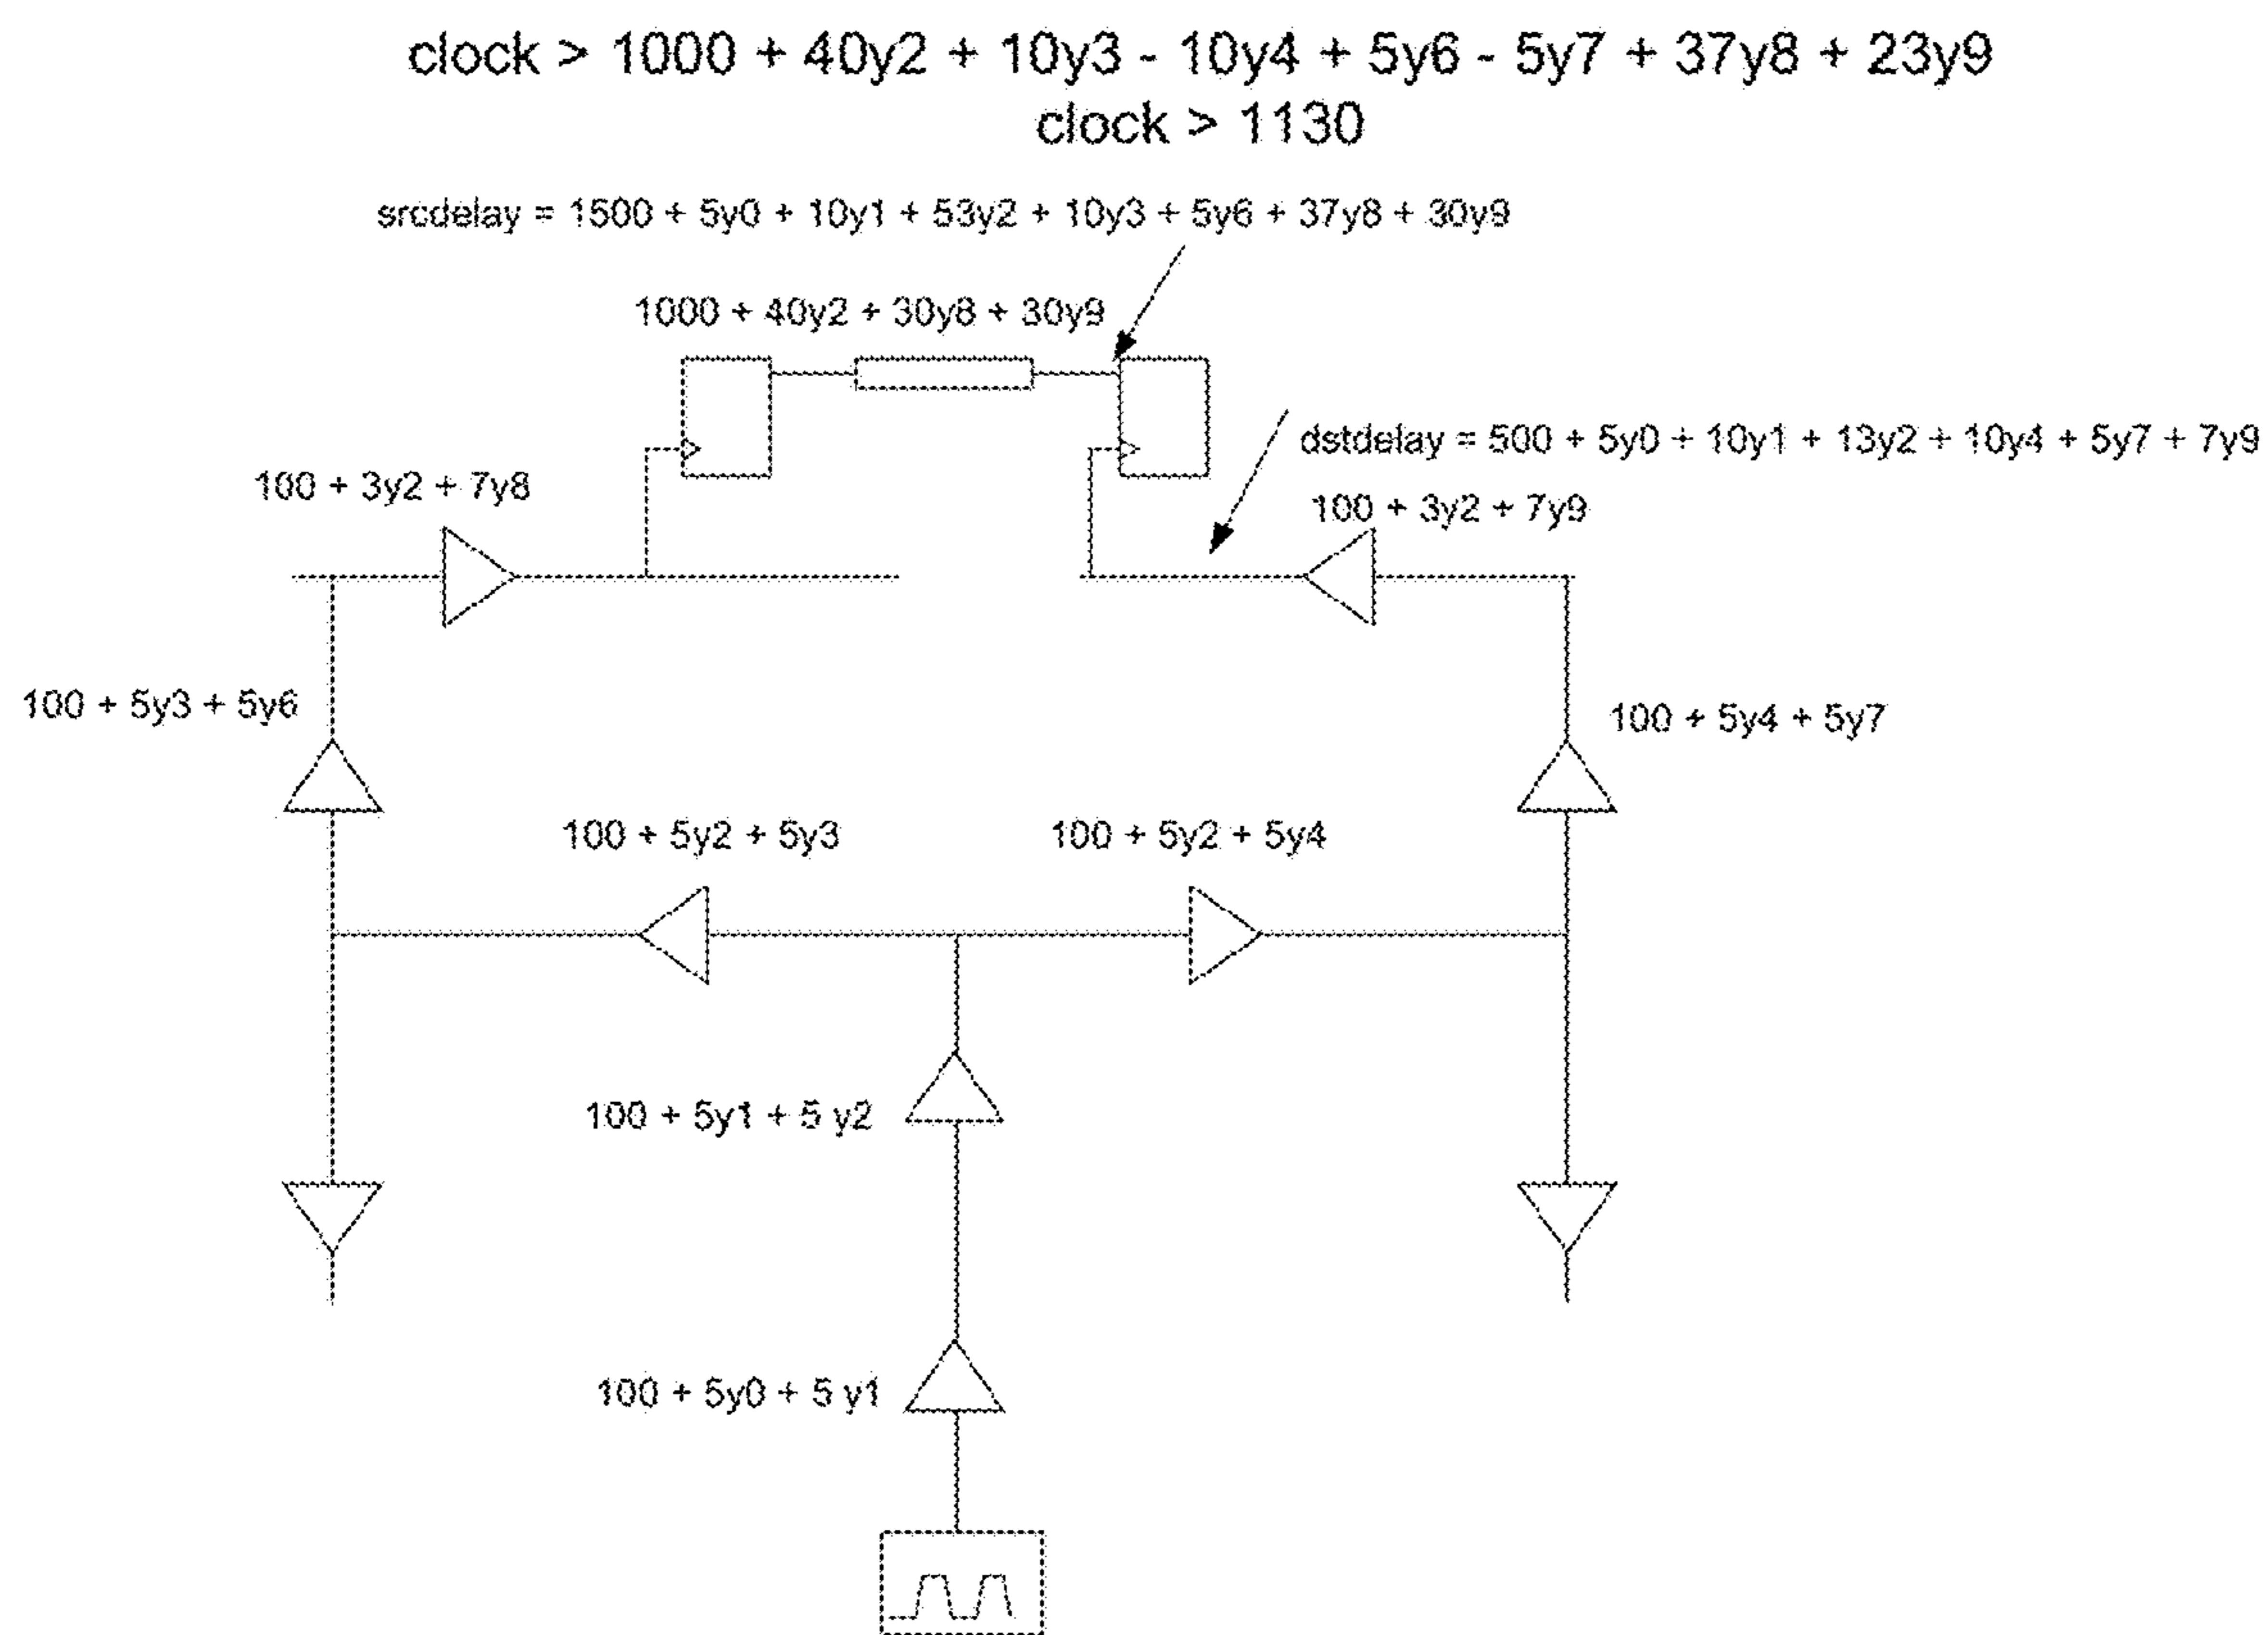 clock > 1000 + 40y2 + 10y3 - 10y4 + 5y6 - 5y7 + 37y8 + 23y9
clock > 1130
srcdelay = 1500 + 5y0 + 10y1 + 53y2 + 10y3 + 5y6 + 37y8 + 30y9
1000 + 40y2 + 30y8 + 30y9
dstdelay = 500 + 5y0 + 10y1 + 13y2 + 10y4 + 5y7 + 7y9
100 + 3y2 + 7y8
100 + 3y2 + 7y9
100 + 5y3 + 5y6
100 + 5y4 + 5y7
100 + 5y2 + 5y3
100 + 5y2 + 5y4
100 + 5y1 + 5 y2
100 + 5y0 + 5 y1